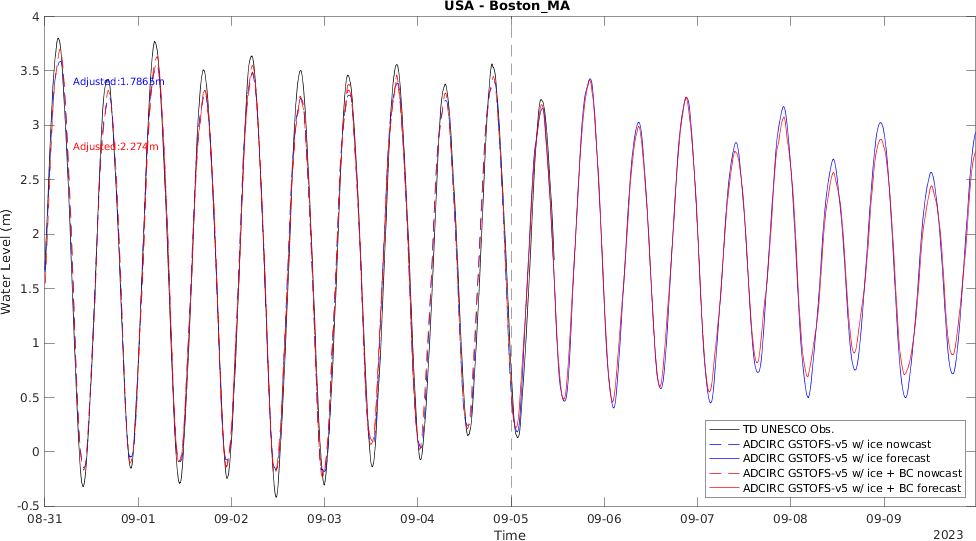 USA - Boston_MA
4
3.5
3
2.5
2
1.5
1
0.5
0
-0.5
Water Level (m)
Adjusted:1.7865m
Adjusted:2.274m
TD UNESCO Obs.
ADCIRC GSTOFS-v5 w/ ice nowcast
ADCIRC GSTOFS-v5 w/ ice forecast
ADCIRC GSTOFS-v5 w/ ice + BC nowcast
ADCIRC GSTOFS-v5 w/ ice + BC forecast
08-31 09-01 09-02 09-03 09-04 09-05 09-06 09-07 09-08 09-09
Time
2023